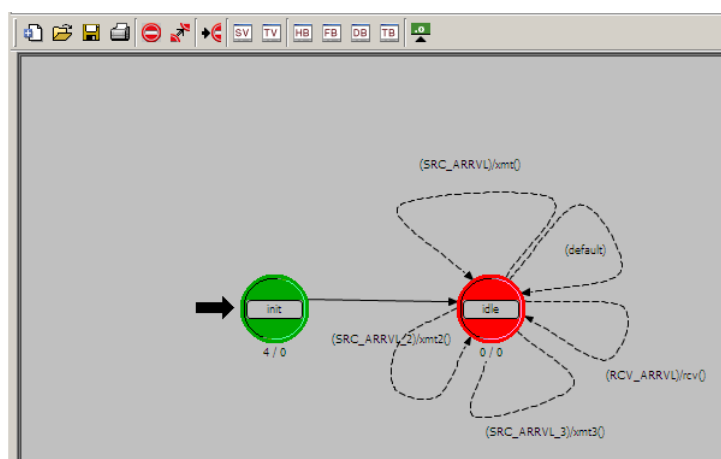 SV TV HB FB DB TB .0
(SRC_ARRVL)/xmt()
(default)
init
idle
(SRC_ARRVL_2)/xmt2()
4 / 0
0 / 0
(RCV_ARRVL)/rcv()
(SRC_ARRVL_3)/xmt3()